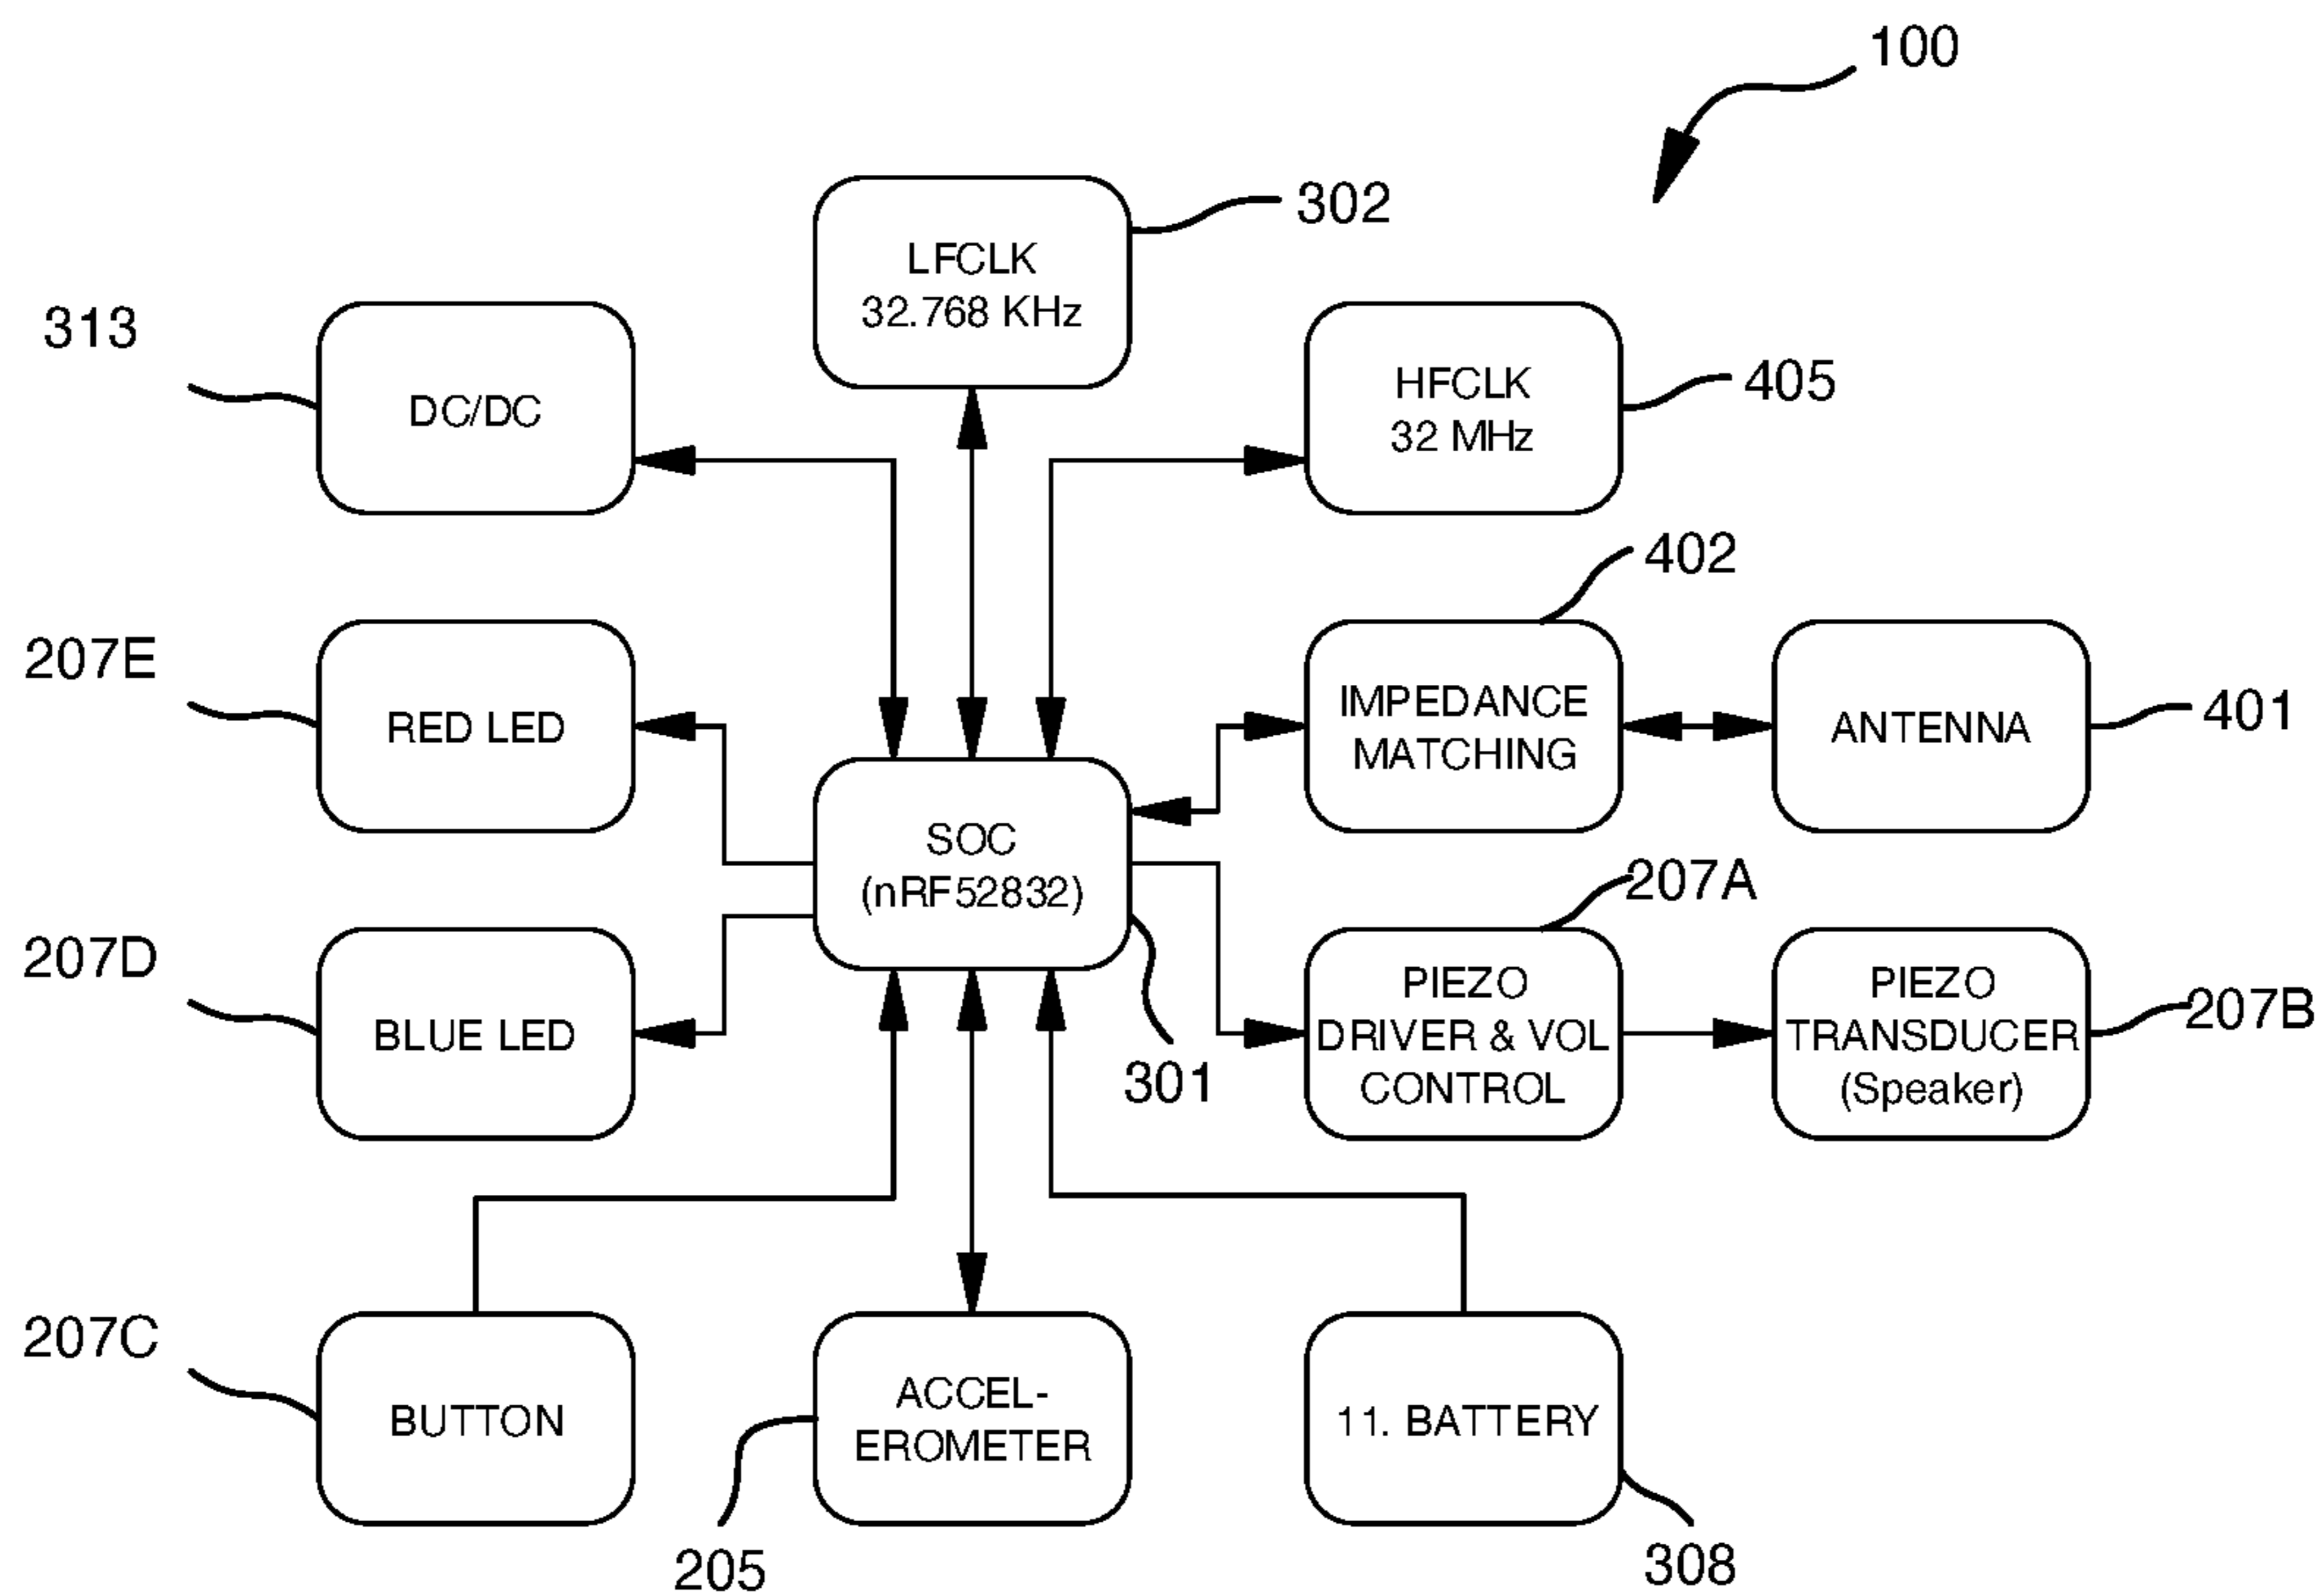 100
302
LFCLK
32.768 KHz
313
DC/DC
HFCLK
32 MHz
405
402
207E
RED LED
IMPEDANCE
MATCHING
ANTENNA
401
SOC
(nRF52832)
207A
207D
BLUE LED
PIEZO
DRIVER & VOL
CONTROL
PIEZO
TRANSDUCER
(Speaker)
207B
301
207C
BUTTON
ACCEL-
EROMETER
11. BATTERY
205
308